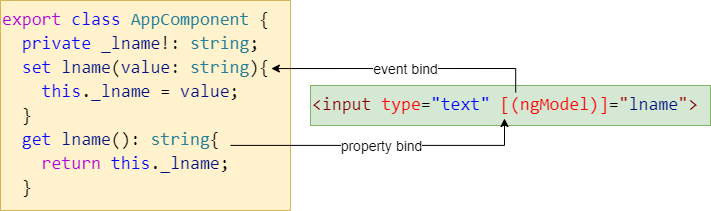 export class AppComponent {
private _lname!: string;
set lname(value: string){
this._lname = value;
}
get lname(): string{
return this._lname;
}
event bind
<input type="text" [(ngModel)]="lname">
property bind